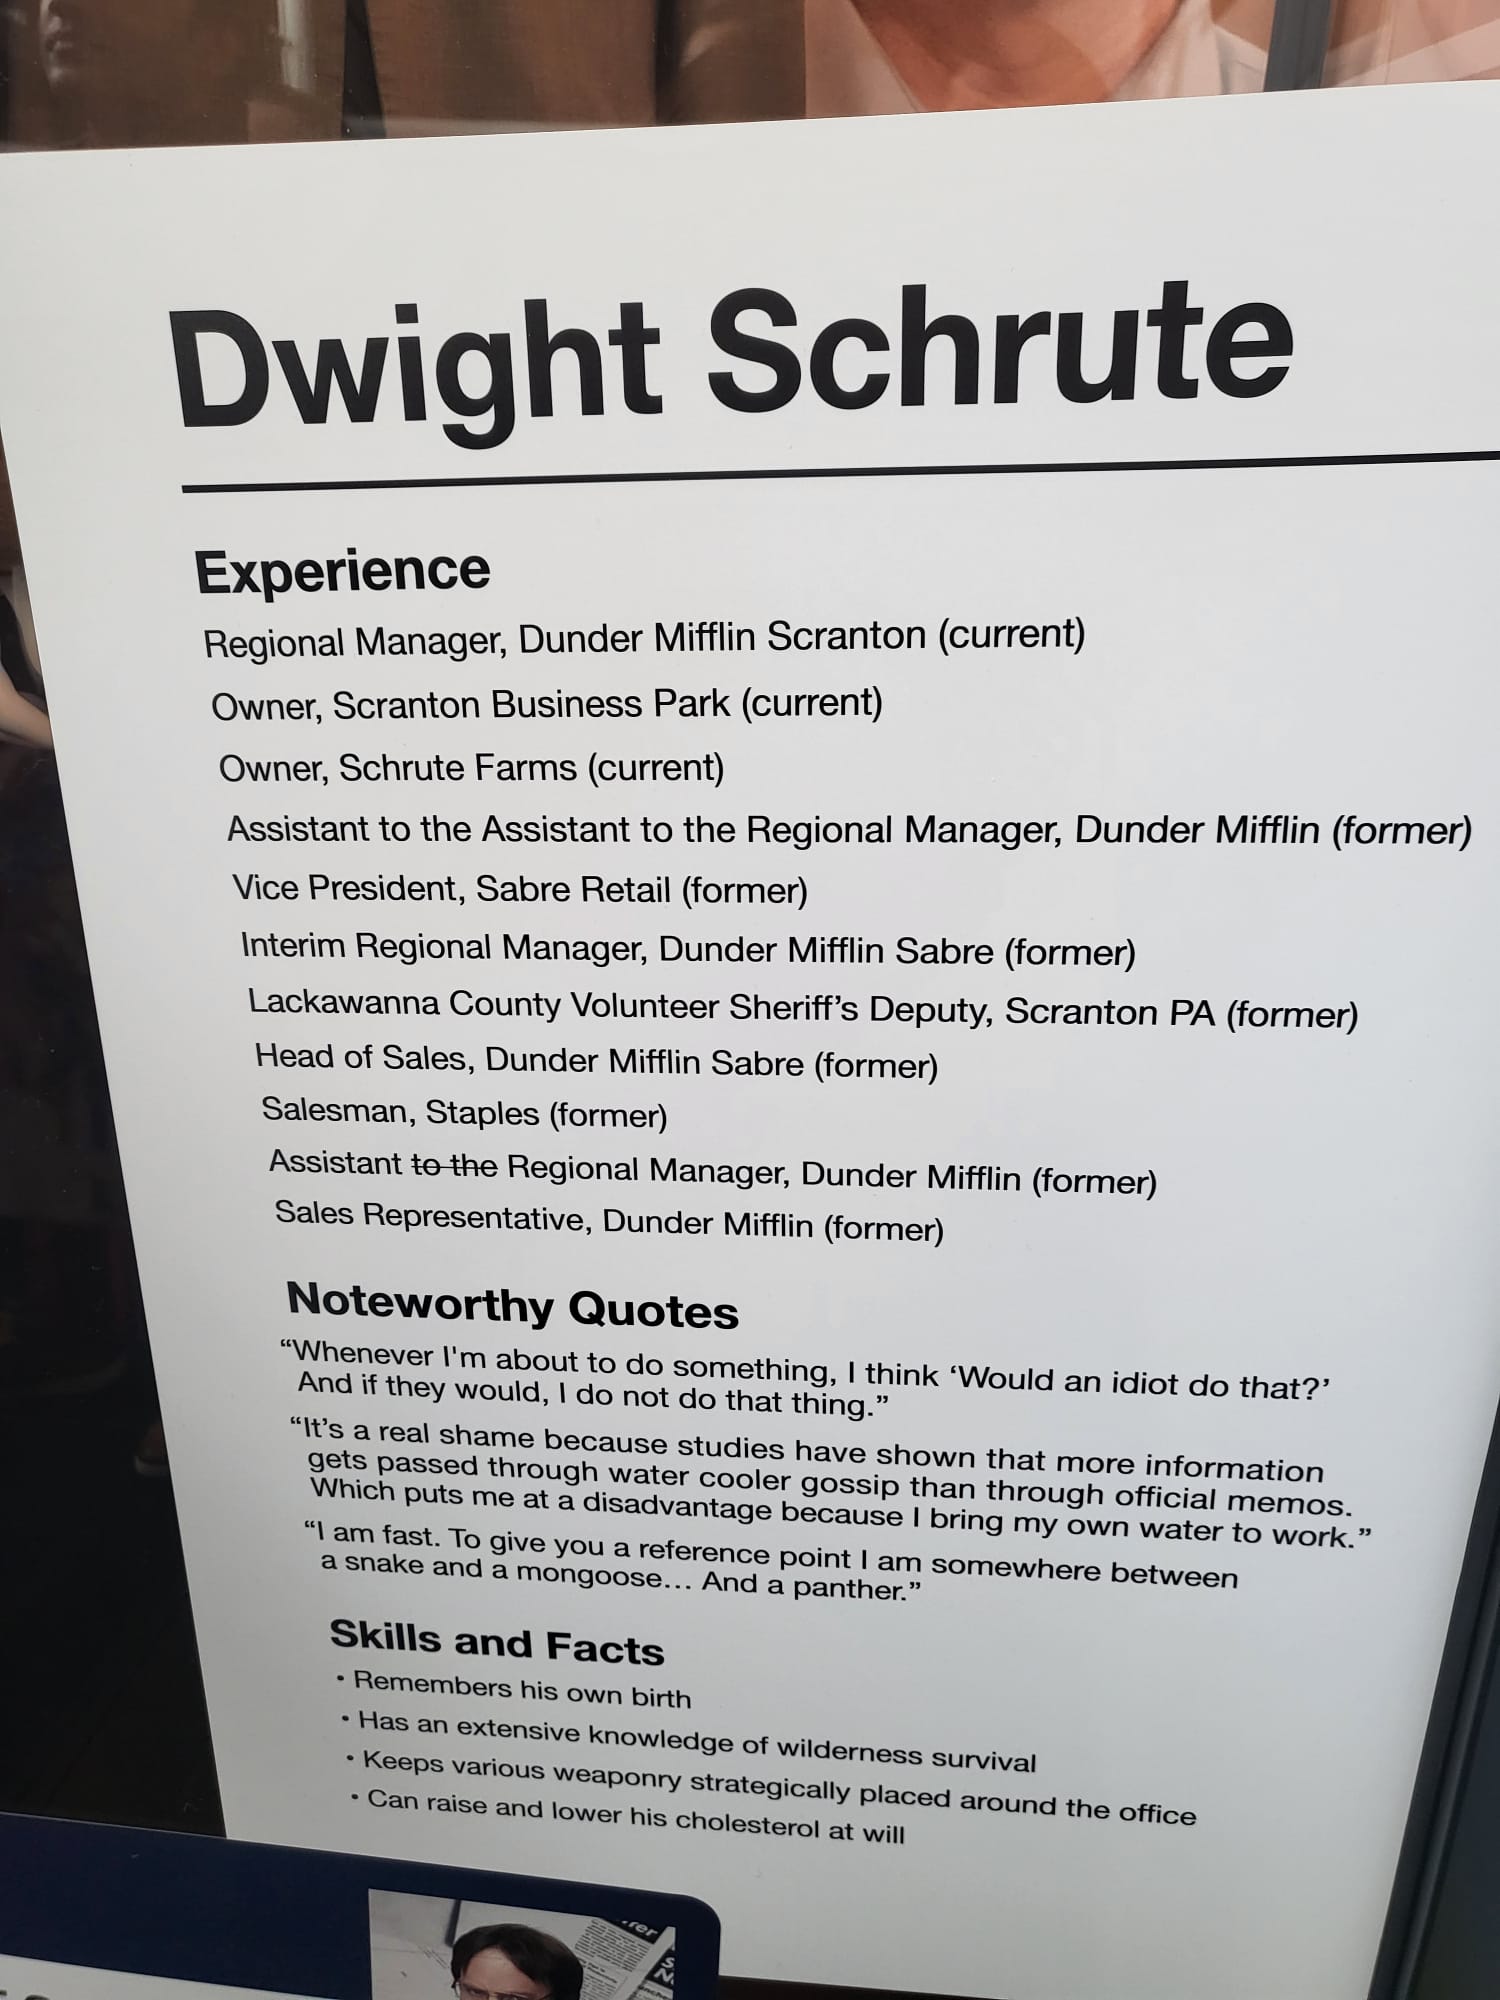 Dwight Schrute
Experience
Regional Manager, Dunder Mifflin Scranton (current)
Owner, Scranton Business Park (current)
Owner, Schrute Farms (current)
Assistant to the Assistant to the Regional Manager, Dunder Mifflin (former)
Vice President, Sabre Retail (former)
Interim Regional Manager, Dunder Mifflin Sabre (former)
Lackawanna County Volunteer Sheriff’s Deputy, Scranton PA (former)
Head of Sales, Dunder Mifflin Sabre (former)
Salesman, Staples (former)
Assistant to the Regional Manager, Dunder Mifflin (former)
Sales Representative, Dunder Mifflin (former)
Noteworthy Quotes
“Whenever I'm about to do something, I think ‘Would an idiot do that?’
And if they would, I do not do that thing.”
“It’s a real shame because studies have shown that more information
gets passed through water cooler gossip than through official memos.
Which puts me at a disadvantage because I bring my own water to work.”
“I am fast. To give you a reference point I am somewhere between
a snake and a mongoose... And a panther.”
Skills and Facts
• Remembers his own birth
• Has an extensive knowledge of wilderness survival
• Keeps various weaponry strategically placed around the office
• Can raise and lower his cholesterol at will